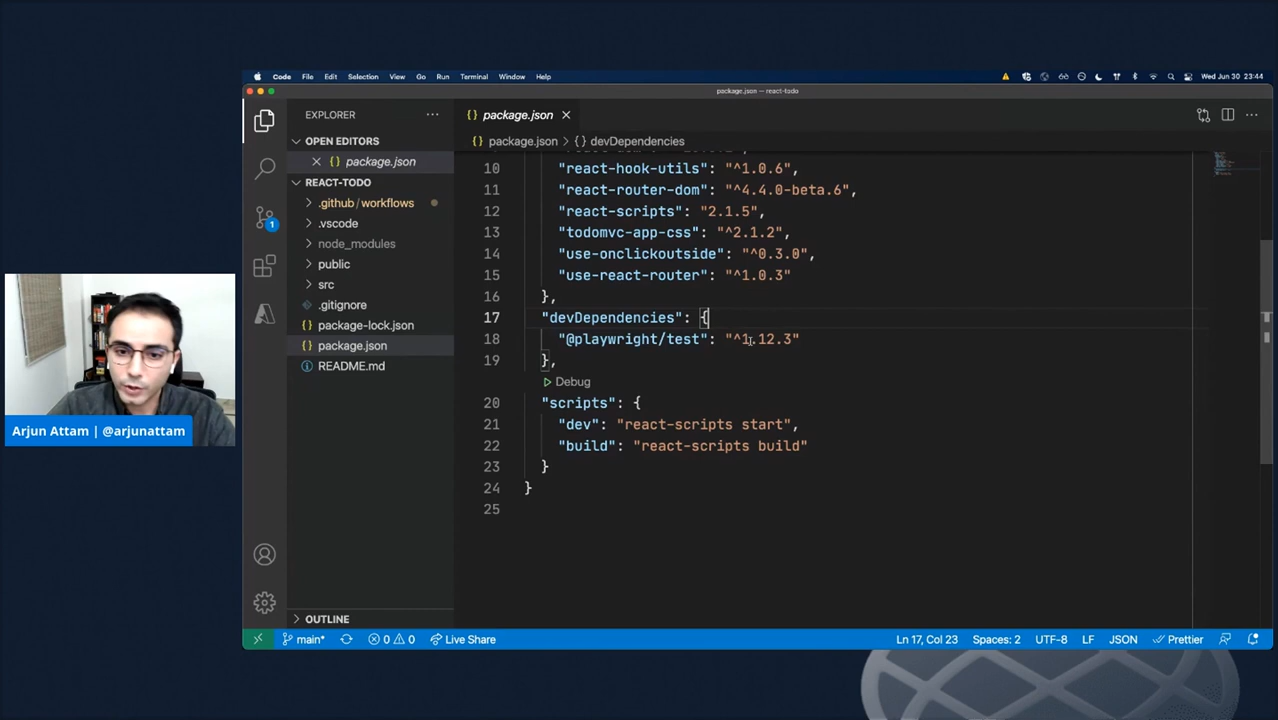 Code File Edit Selection View Go Run Terminal Window Help Wed Jun 30 23:44
package.json — react-todo
EXPLORER
OPEN EDITORS
package.json
REACT-TODO
.github/workflows
.vscode
node_modules
public
src
.gitignore
package-lock.json
package.json
README.md
OUTLINE
1
{} package.json
{} package.json > {} devDependencies
10 "react-hook-utils": "^1.0.6",
11 "react-router-dom": "^4.4.0-beta.6",
12 "react-scripts": "2.1.5",
13 "todomvc-app-css": "^2.1.2",
14 "use-onclickoutside": "^0.3.0",
15 "use-react-router": "^1.0.3"
16 },
17 "devDependencies": {
18 "@playwright/test": "^1.12.3"
19 },
Debug
20 "scripts": {
21 "dev": "react-scripts start",
22 "build": "react-scripts build"
23 }
24 }
25
main* 0 0 Live Share Ln 17, Col 23 Spaces: 2 UTF-8 LF JSON Prettier
Arjun Attam | @arjunattam